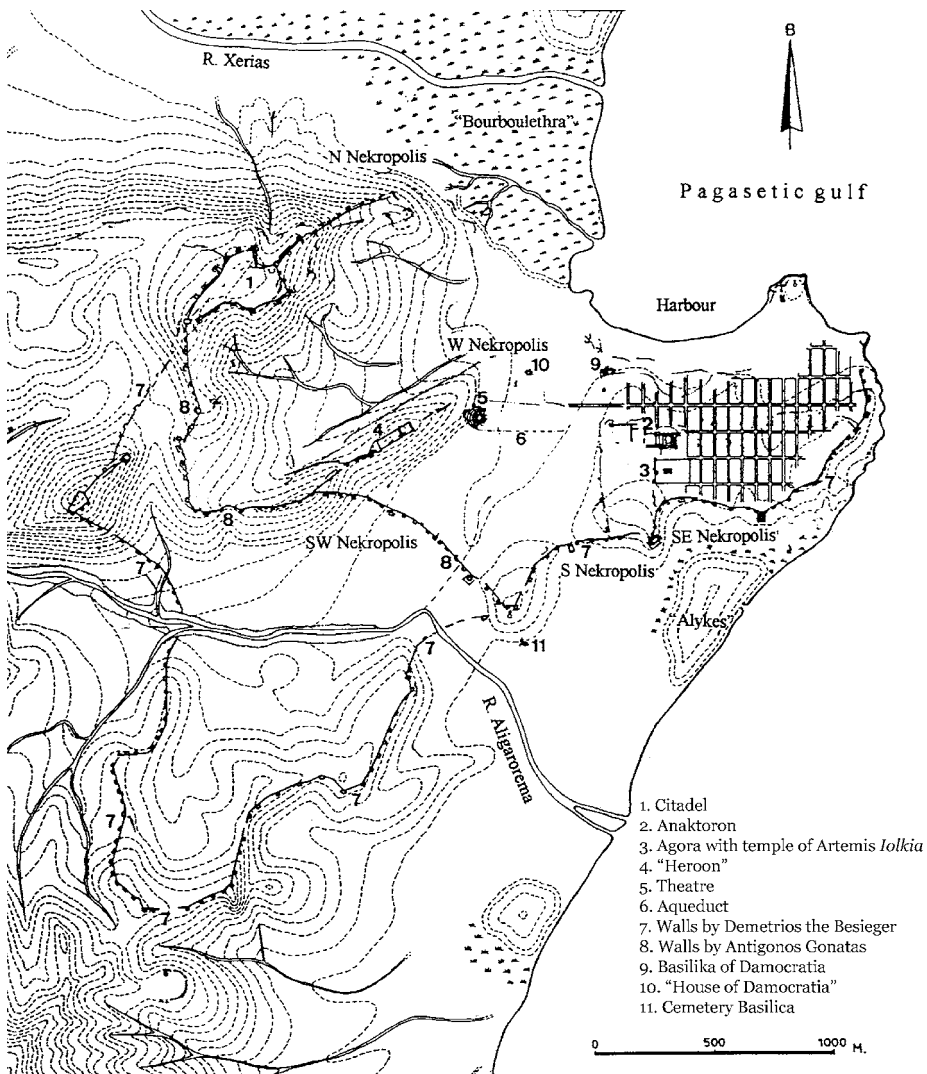 B
R. Xerias
"Bourboulethra"
N Nekropolis
Pagasetic gulf
1
Harbour
W Nekropolis
10
9
7
5
8
2
4
6
3
7
8
SW Nekropolis
7
SE Nekropolis
8
S Nekropolis
7
"Alykes"
11
7
R. Aligarorema
7
7
7
1. Citadel
2. Anaktoron
3. Agora with temple of Artemis Iolkia
4. "Heroon"
5. Theatre
6. Aqueduct
7. Walls by Demetrios the Besieger
8. Walls by Antigonos Gonatas
9. Basilika of Damocratia
10. "House of Damocratia"
11. Cemetery Basilica
0 500 1000 M.